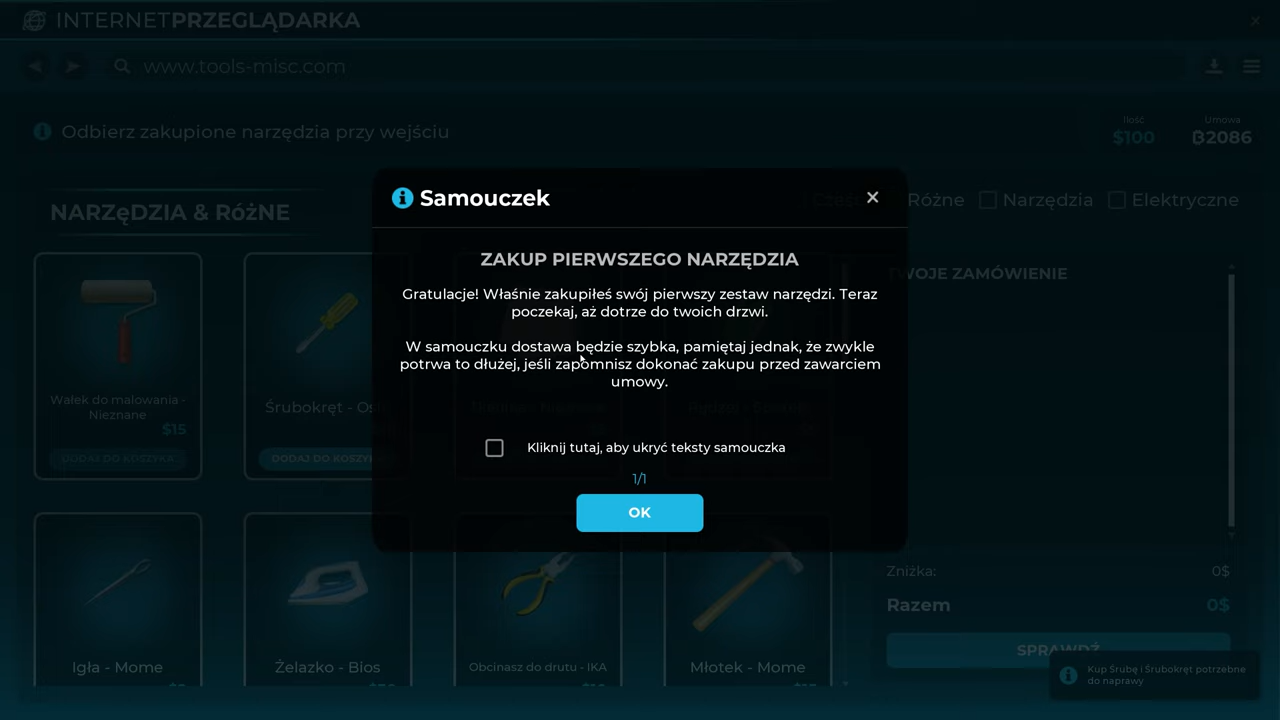 INTERNETPRZEGLĄDARKA
www.tools-misc.com
Odbierz zakupione narzędzia przy wejściu
Ilość
$100
Umowa
2086
NARZęDZIA & RóżNE
Różne
Narzędzia
Elektryczne
Samouczek
ZAKUP PIERWSZEGO NARZĘDZIA
Gratulacje! Właśnie zakupiłeś swój pierwszy zestaw narzędzi. Teraz
poczekaj, aż dotrze do twoich drzwi.
W samouczku dostawa będzie szybka, pamiętaj jednak, że zwykle
potrwa to dłużej, jeśli zapomnisz dokonać zakupu przed zawarciem
umowy.
Kliknij tutaj, aby ukryć teksty samouczka
1/1
OK
Wałek do malowania -
Nieznane
$15
DODAJ DO KOSZYKA
Śrubokręt - Os
DODAJ DO KOSZY
Igła - Mome
Żelazko - Bios
Obcinasz do drutu - IKA
Młotek - Mome
TWOJE ZAMÓWIENIE
Zniżka:
0$
Razem
0$
SPRAWDŹ
Kup Śrubę i Śrubokręt potrzebne
do naprawy